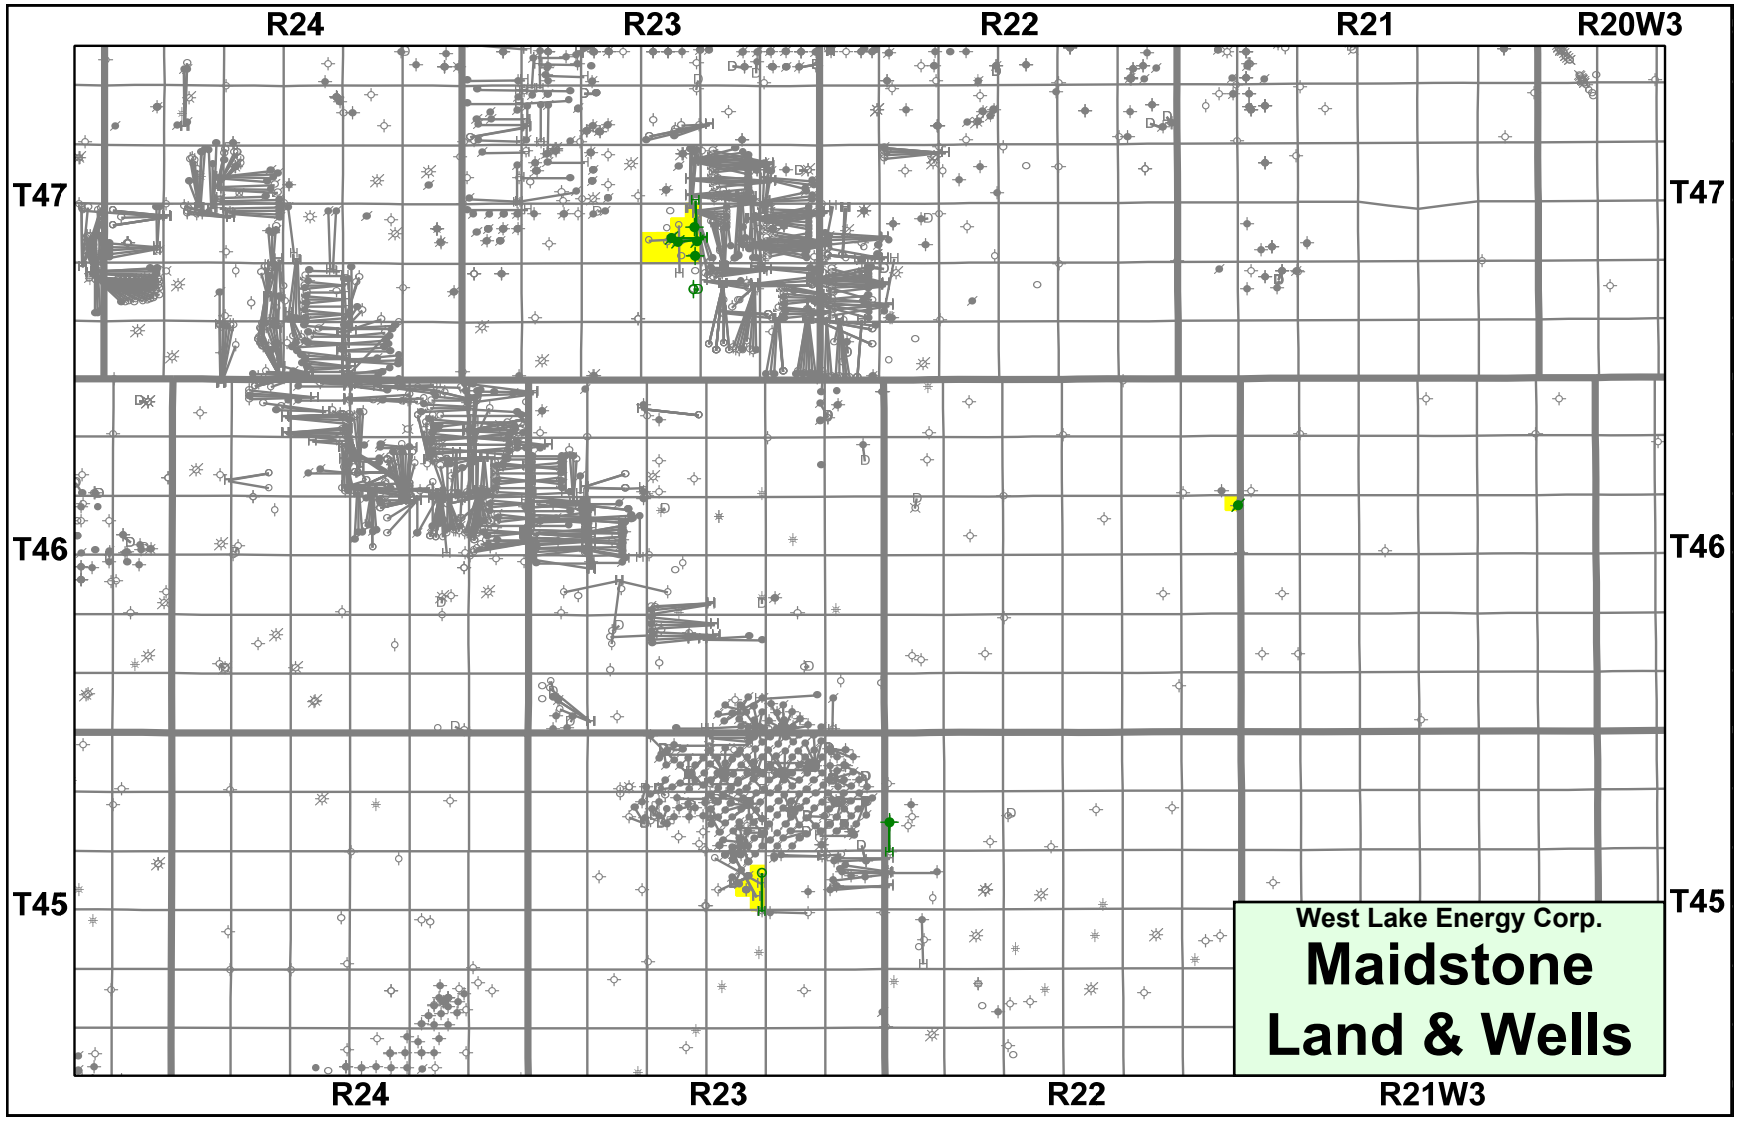 R24 R23 R22 R21 R20W3
T47 T47
T46 T46
T45 T45
West Lake Energy Corp.
Maidstone
Land & Wells
R24 R23 R22 R21W3